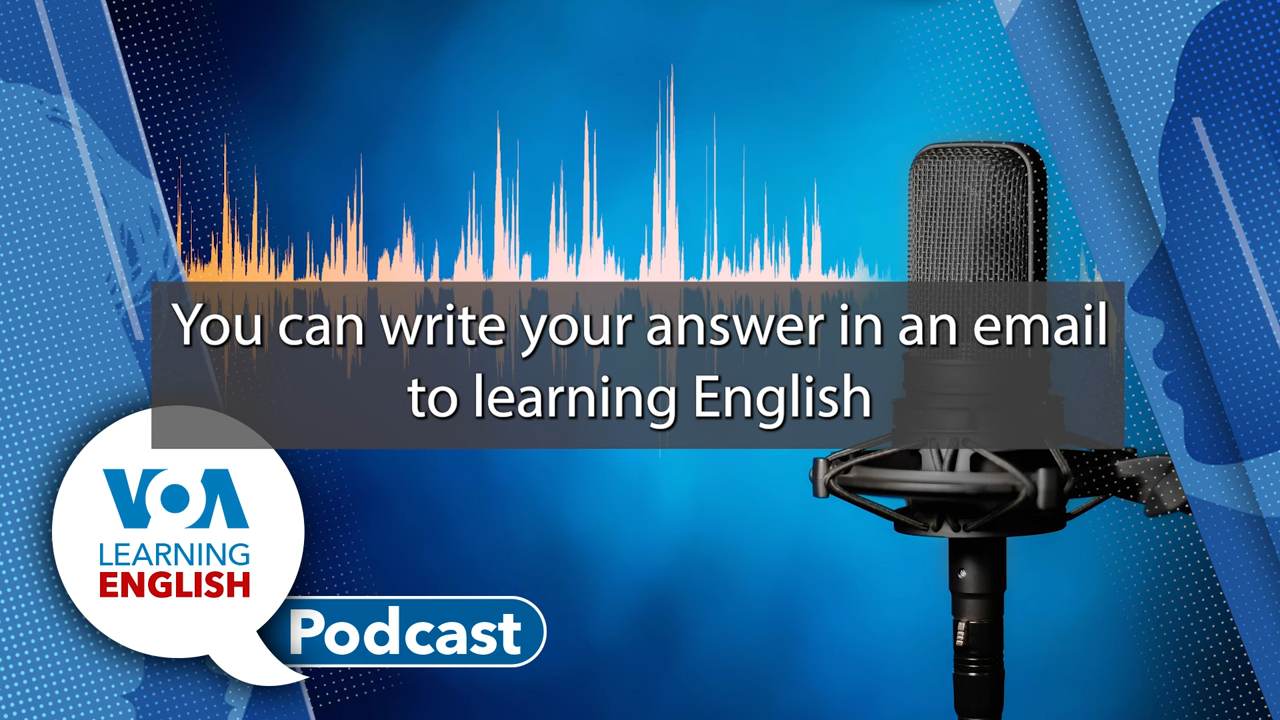 You can write your answer in an email
to learning English
VOA
LEARNING
ENGLISH
Podcast